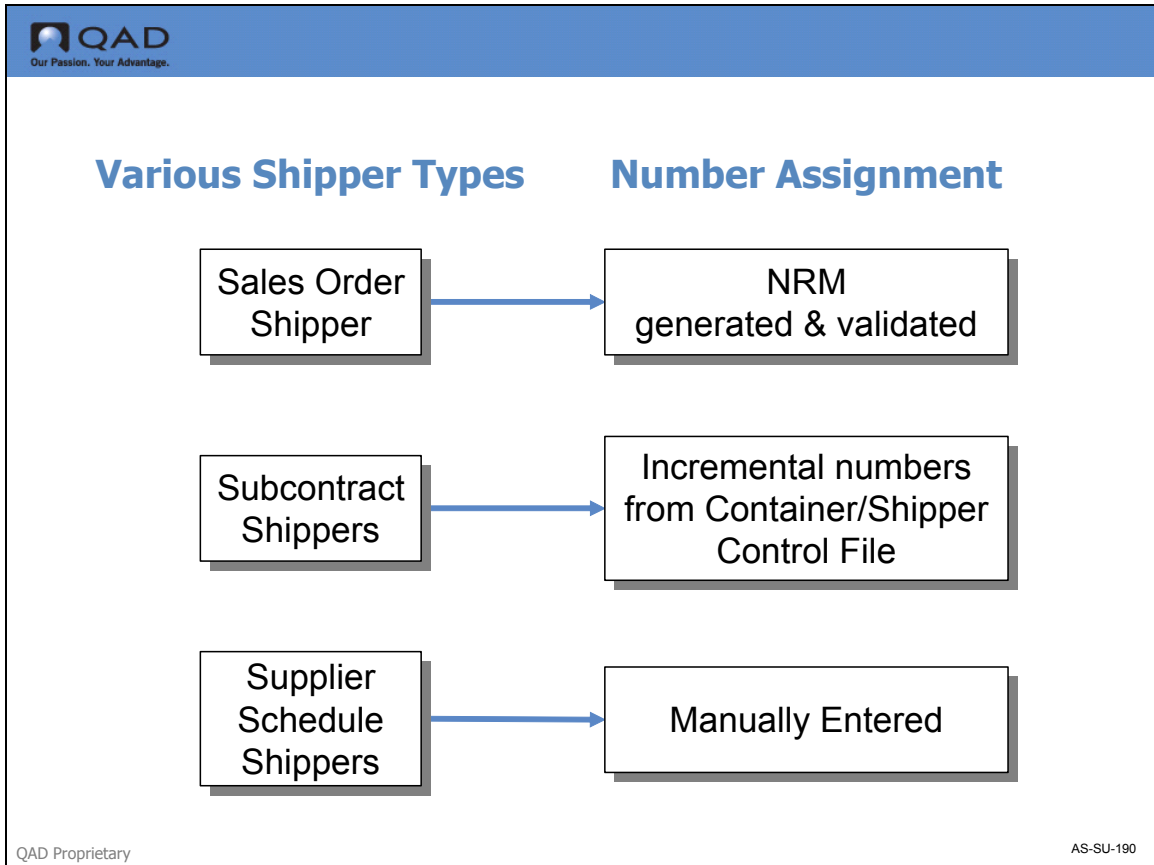 QAD
Our Passion. Your Advantage.
Various Shipper Types
Number Assignment
Sales Order
Shipper
NRM
generated & validated
Subcontract
Shippers
Incremental numbers
from Container/Shipper
Control File
Supplier
Schedule
Shippers
Manually Entered
QAD Proprietary
AS-SU-190